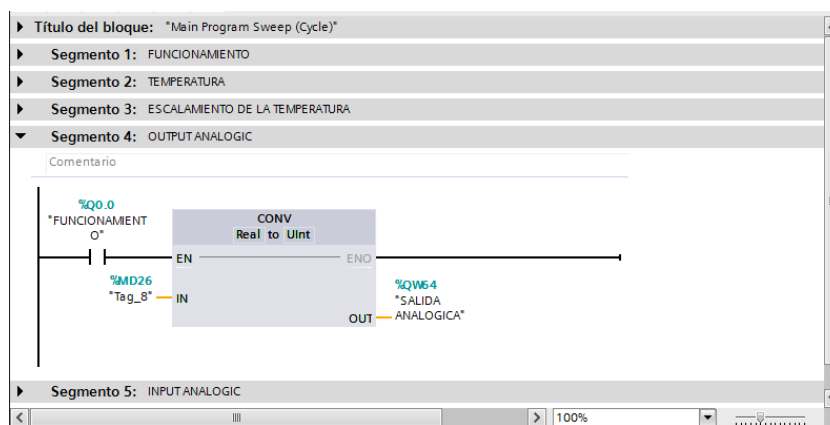 Título del bloque: "Main Program Sweep (Cycle)"
Segmento 1: FUNCIONAMIENTO
Segmento 2: TEMPERATURA
Segmento 3: ESCALAMIENTO DE LA TEMPERATURA
Segmento 4: OUTPUT ANALOGIC
Comentario
%Q0.0
"FUNCIONAMIENT
O"
CONV
Real to UInt
EN
ENO
%MD26
"Tag_8"
IN
%QW64
"SALIDA
ANALOGICA"
OUT
Segmento 5: INPUT ANALOGIC
100%